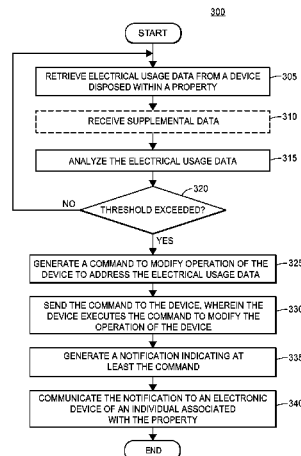 300
START
RETRIEVE ELECTRICAL USAGE DATA FROM A DEVICE
DISPOSED WITHIN A PROPERTY
305
RECEIVE SUPPLEMENTAL DATA
310
ANALYZE THE ELECTRICAL USAGE DATA
315
320
THRESHOLD EXCEEDED?
NO
YES
GENERATE A COMMAND TO MODIFY OPERATION OF THE
DEVICE TO ADDRESS THE ELECTRICAL USAGE DATA
325
SEND THE COMMAND TO THE DEVICE, WHEREIN THE
DEVICE EXECUTES THE COMMAND TO MODIFY THE
OPERATION OF THE DEVICE
330
GENERATE A NOTIFICATION INDICATING AT
LEAST THE COMMAND
335
COMMUNICATE THE NOTIFICATION TO AN ELECTRONIC
DEVICE OF AN INDIVIDUAL ASSOCIATED
WITH THE PROPERTY
340
END